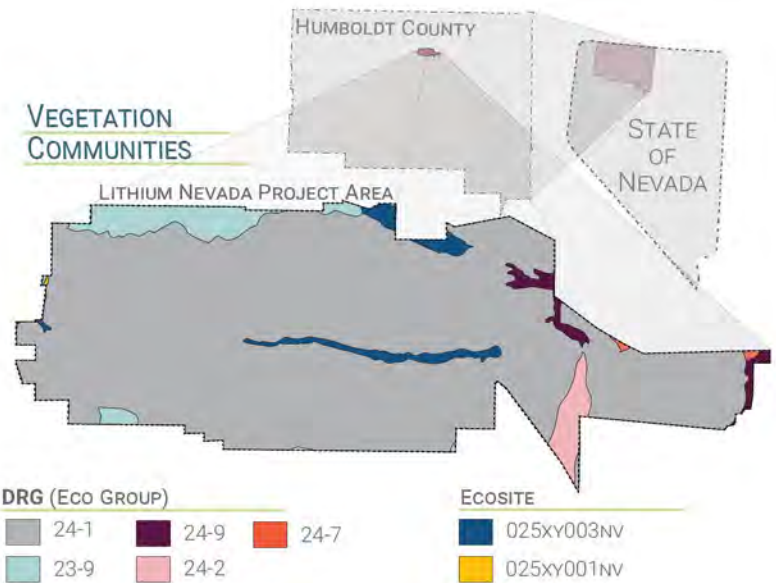 HUMBOLDT COUNTY
VEGETATION
COMMUNITIES
STATE
OF
NEVADA
LITHIUM NEVADA PROJECT AREA
DRG (ECO GROUP)
24-1
24-9
24-7
23-9
24-2
ECOSITE
025XY003NV
025XY001NV